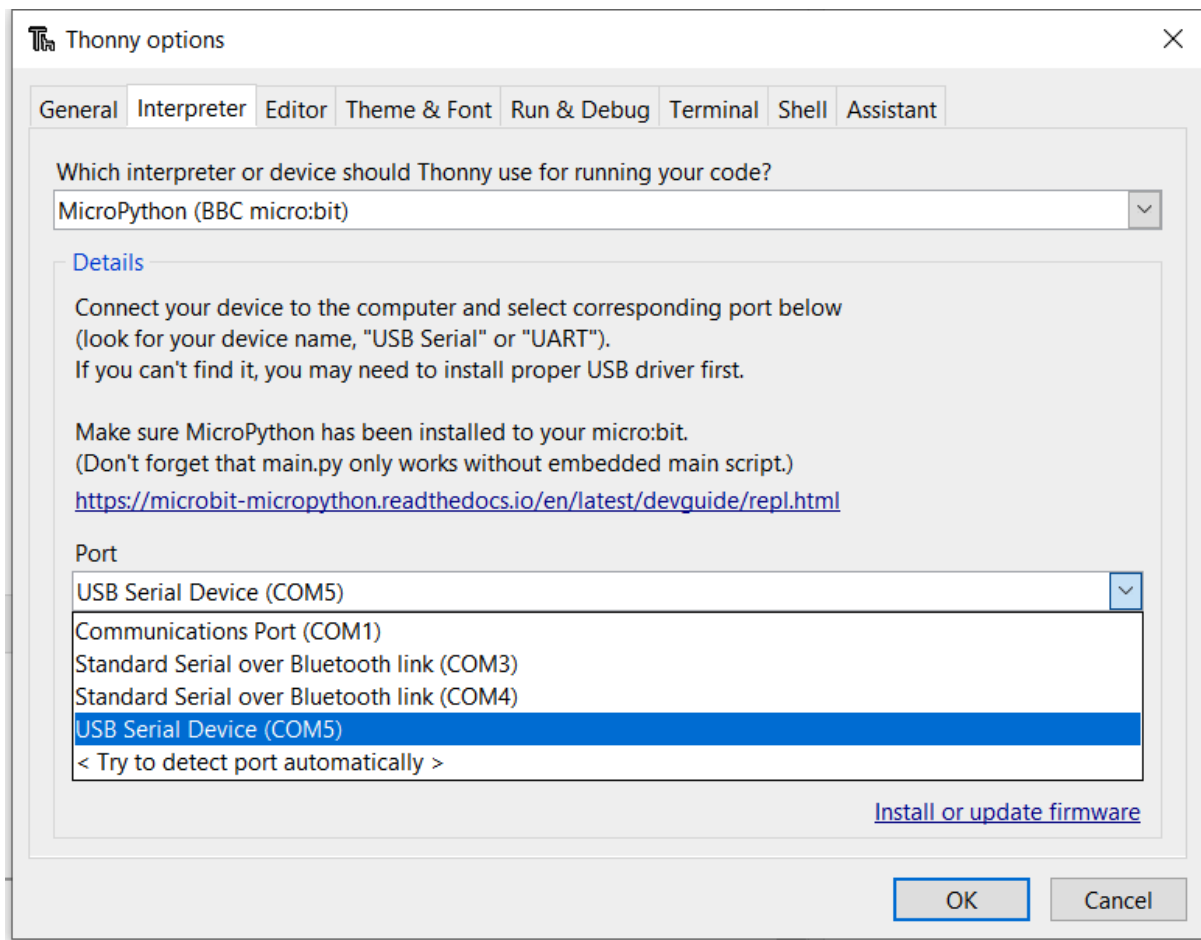 Thonny options
General Interpreter Editor Theme & Font Run & Debug Terminal Shell Assistant
Which interpreter or device should Thonny use for running your code?
MicroPython (BBC micro:bit)
Details
Connect your device to the computer and select corresponding port below
(look for your device name, "USB Serial" or "UART").
If you can't find it, you may need to install proper USB driver first.
Make sure MicroPython has been installed to your micro:bit.
(Don't forget that main.py only works without embedded main script.)
https://microbit-micropython.readthedocs.io/en/latest/devguide/repl.html
Port
USB Serial Device (COM5)
Communications Port (COM1)
Standard Serial over Bluetooth link (COM3)
Standard Serial over Bluetooth link (COM4)
USB Serial Device (COM5)
< Try to detect port automatically >
Install or update firmware
OK Cancel